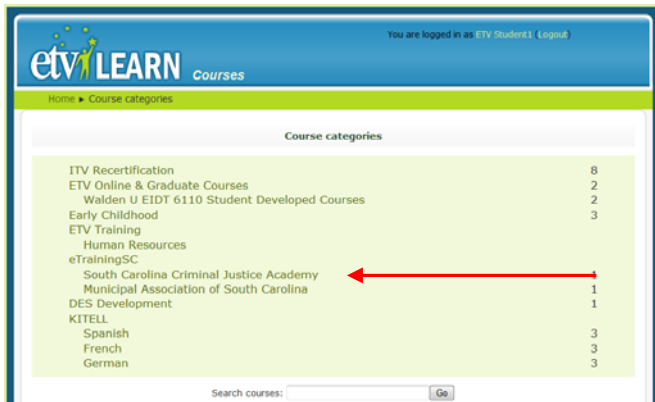 You are logged in as ETV Student1 (Logout)
etv LEARN Courses
Home ► Course categories
Course categories
ITV Recertification 8
ETV Online & Graduate Courses 2
Walden U EIDT 6110 Student Developed Courses 2
Early Childhood 3
ETV Training
Human Resources
eTrainingSC
South Carolina Criminal Justice Academy 1
Municipal Association of South Carolina 1
DES Development 1
KITELL
Spanish 3
French 3
German 3
Search courses: Go